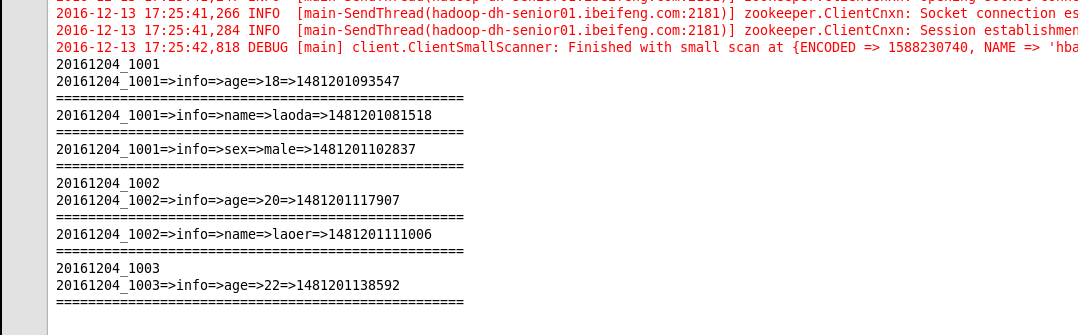 2016-12-13 17:25:41,266 INFO  [main-SendThread(hadoop-dh-senior01.ibeifeng.com:2181)] zookeeper.ClientCnxn: Socket connection es
2016-12-13 17:25:41,284 INFO  [main-SendThread(hadoop-dh-senior01.ibeifeng.com:2181)] zookeeper.ClientCnxn: Session establishmen
2016-12-13 17:25:42,818 DEBUG [main] client.ClientSmallScanner: Finished with small scan at {ENCODED => 1588230740, NAME => 'hba
20161204_1001
20161204_1001=>info=>age=>18=>1481201093547
================================================
20161204_1001=>info=>name=>laoda=>1481201081518
================================================
20161204_1001=>info=>sex=>male=>1481201102837
================================================
20161204_1002
20161204_1002=>info=>age=>20=>1481201117907
================================================
20161204_1002=>info=>name=>laoer=>1481201111006
================================================
20161204_1003
20161204_1003=>info=>age=>22=>1481201138592
================================================